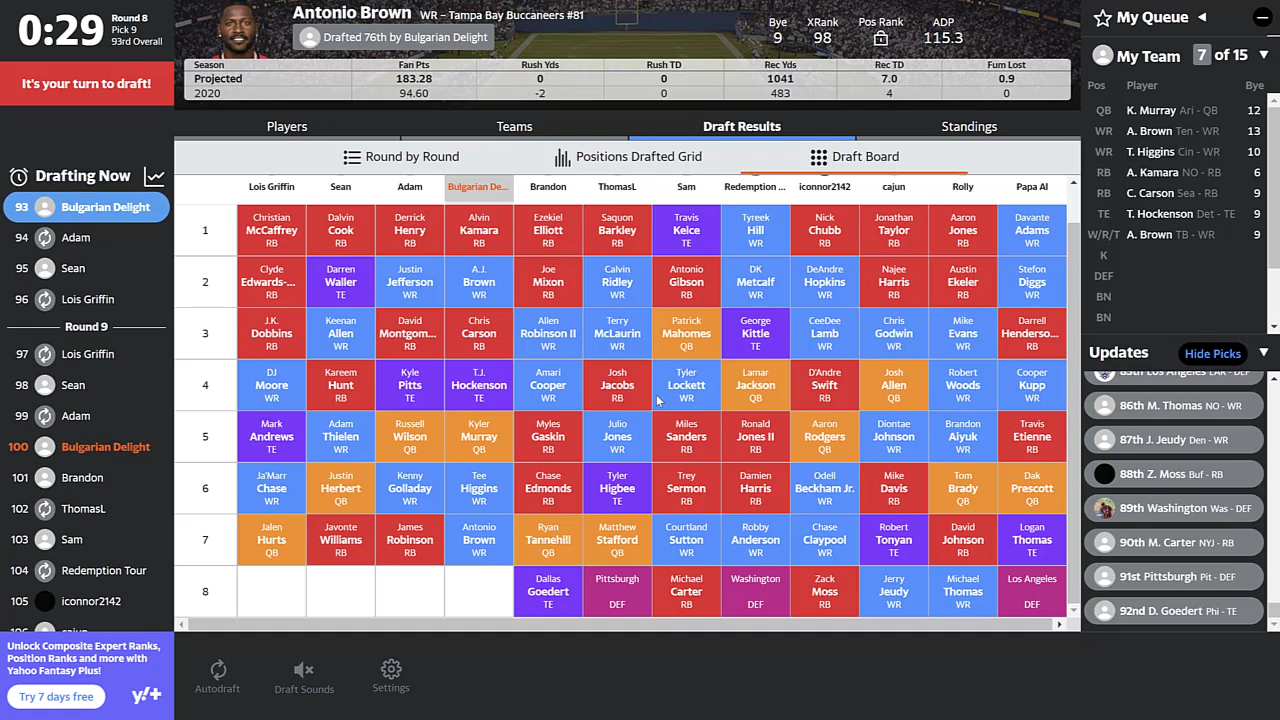 0:29
Round 8
Pick 9
93rd Overall
It's your turn to draft!
Drafting Now
93 Bulgarian Delight
94 Adam
95 Sean
96 Lois Griffin
Round 9
97 Lois Griffin
98 Sean
99 Adam
100 Bulgarian Delight
101 Brandon
102 ThomasL
103 Sam
104 Redemption Tour
105 iconnor2142
Unlock Composite Expert Ranks,
Position Ranks and more with
Yahoo Fantasy Plus!
Try 7 days free
y!+
Antonio Brown WR - Tampa Bay Buccaneers #81
Drafted 76th by Bulgarian Delight
Bye XRank Pos Rank ADP
9 98 115.3
Season Fan Pts Rush Yds Rush TD Rec Yds Rec TD Fum Lost
Projected 183.28 0 0 1041 7.0 0.9
2020 94.60 -2 0 483 4 0
Players Teams Draft Results Standings
Round by Round Positions Drafted Grid Draft Board
Lois Griffin Sean Adam Bulgarian De... Brandon ThomasL Sam Redemption ... iconnor2142 cajun Rolly Papa Al
Christian Dalvin Derrick Alvin Ezekiel Saquon Travis Tyreek Nick Jonathan Aaron Davante
1 McCaffrey Cook Henry Kamara Elliott Barkley Kelce Hill Chubb Taylor Jones Adams
RB RB RB RB RB RB TE WR RB RB RB WR
Clyde Darren Justin A.J. Joe Calvin Antonio DK DeAndre Najee Austin Stefon
2 Edwards-... Waller Jefferson Brown Mixon Ridley Gibson Metcalf Hopkins Harris Ekeler Diggs
RB TE WR WR RB WR RB WR WR RB RB WR
J.K. Keenan David Chris Allen Terry Patrick George CeeDee Chris Mike Darrell
3 Dobbins Allen Montgom... Carson Robinson II McLaurin Mahomes Kittle Lamb Godwin Evans Henderso...
RB WR RB RB WR WR QB TE WR WR WR RB
DJ Kareem Kyle T.J. Amari Josh Tyler Lamar D'Andre Josh Robert Cooper
4 Moore Hunt Pitts Hockenson Cooper Jacobs Lockett Jackson Swift Allen Woods Kupp
WR RB TE TE WR RB WR QB RB QB WR WR
Mark Adam Russell Kyler Myles Julio Miles Ronald Aaron Diontae Brandon Travis
5 Andrews Thielen Wilson Murray Gaskin Jones Sanders Jones II Rodgers Johnson Aiyuk Etienne
TE WR QB QB RB WR RB RB QB WR WR RB
Ja'Marr Justin Kenny Tee Chase Tyler Trey Damien Odell Mike Tom Dak
6 Chase Herbert Golladay Higgins Edmonds Higbee Sermon Harris Beckham Jr. Davis Brady Prescott
WR QB WR WR RB TE RB RB WR RB QB QB
Jalen Javonte James Antonio Ryan Matthew Courtland Robby Chase Robert David Logan
7 Hurts Williams Robinson Brown Tannehill Stafford Sutton Anderson Claypool Tonyan Johnson Thomas
QB RB RB WR QB QB WR WR WR TE RB TE
Dallas Pittsburgh Michael Washington Zack Jerry Michael Los Angeles
8 Goedert Carter Moss Jeudy Thomas
TE DEF RB DEF RB WR WR DEF
Autodraft
Draft Sounds
Settings
My Queue
My Team 7 of 15
Pos Player Bye
QB K. Murray Ari - QB 12
WR A. Brown Ten - WR 13
WR T. Higgins Cin - WR 10
RB A. Kamara NO - RB 6
RB C. Carson Sea - RB 9
TE T. Hockenson Det - TE 9
W/R/T A. Brown TB - WR 9
K
DEF
BN
BN
Updates Hide Picks
85th Los Angeles LAR - DEF
86th M. Thomas NO - WR
87th J. Jeudy Den - WR
88th Z. Moss Buf - RB
89th Washington Was - DEF
90th M. Carter NYJ - RB
91st Pittsburgh Pit - DEF
92nd D. Goedert Phi - TE